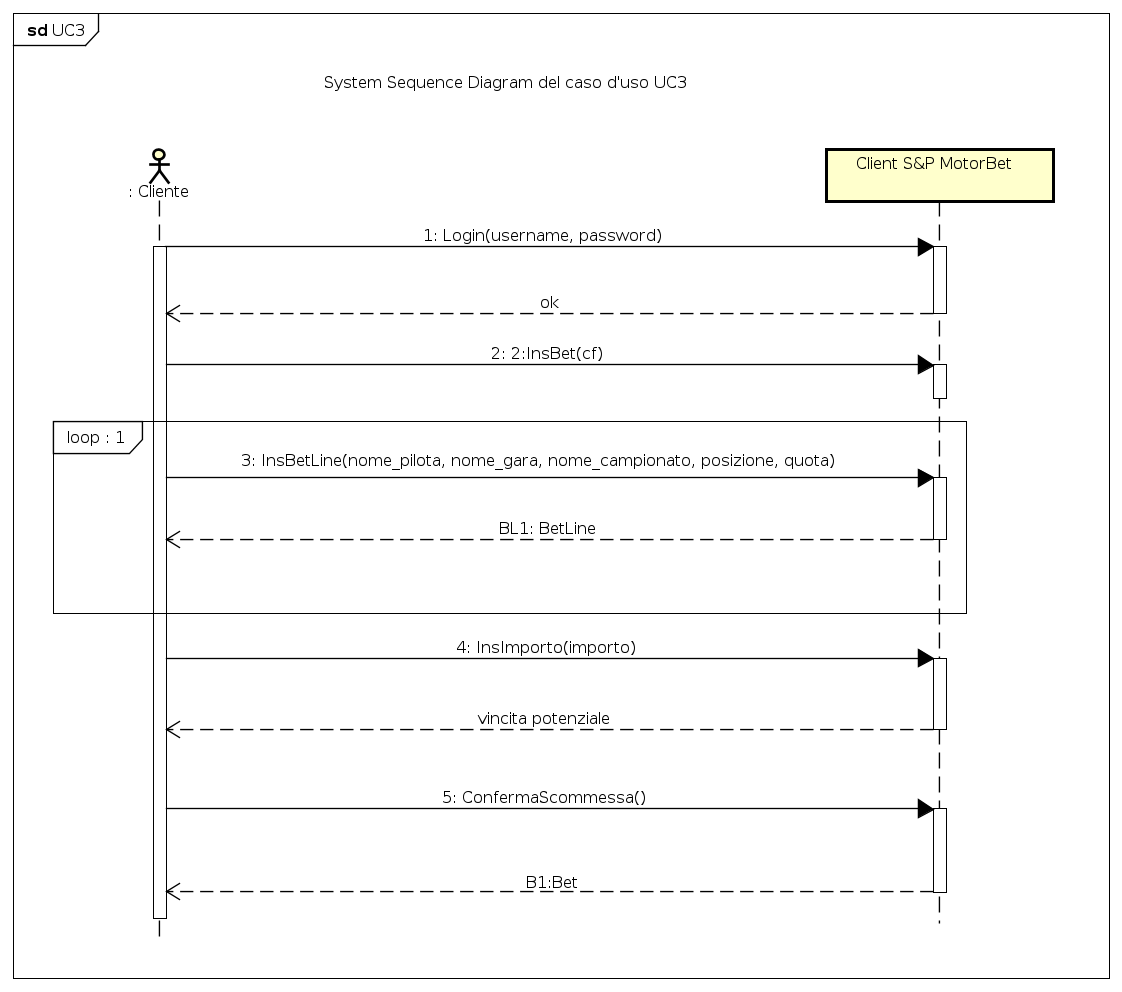 sd UC3
System Sequence Diagram del caso d'uso UC3
: Cliente
Client S&P MotorBet
1: Login(username, password)
ok
2: 2:InsBet(cf)
loop : 1
3: InsBetLine(nome_pilota, nome_gara, nome_campionato, posizione, quota)
BL1: BetLine
4: InsImporto(importo)
vincita potenziale
5: ConfermaScommessa()
B1:Bet